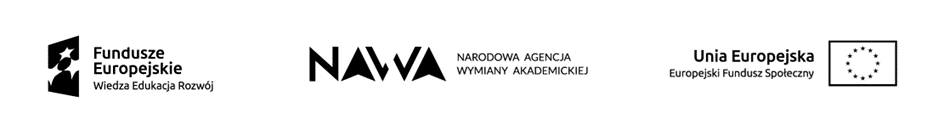 Fundusze
Europejskie
Wiedza Edukacja Rozwój
NAWA
NARODOWA AGENCJA
WYMIANY AKADEMICKIEJ
Unia Europejska
Europejski Fundusz Społeczny